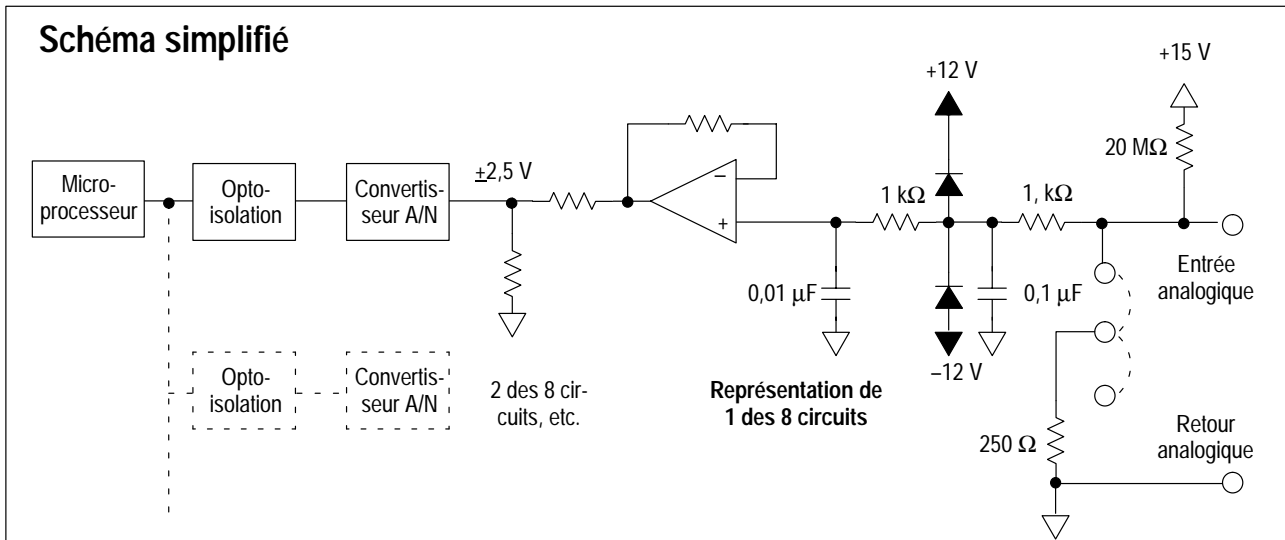 Schéma simplifié
+15 V
+12 V
20 MΩ
Micro-
processeur
Opto-
isolation
Convertis-
seur A/N
±2,5 V
–
+
1 kΩ
1, kΩ
Entrée
analogique
0,01 µF
0,1 µF
–12 V
Opto-
isolation
Convertis-
seur A/N
2 des 8 cir-
cuits, etc.
Représentation de
1 des 8 circuits
250 Ω
Retour
analogique